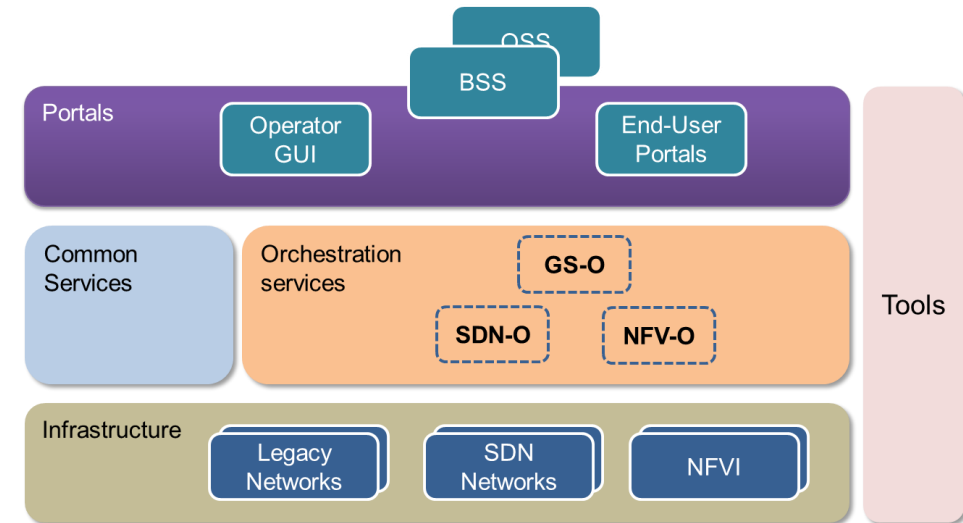 OSS
BSS
Portals
Operator
GUI
End-User
Portals
Common
Services
Orchestration
services
GS-O
SDN-O
NFV-O
Tools
Infrastructure
Legacy
Networks
SDN
Networks
NFVI